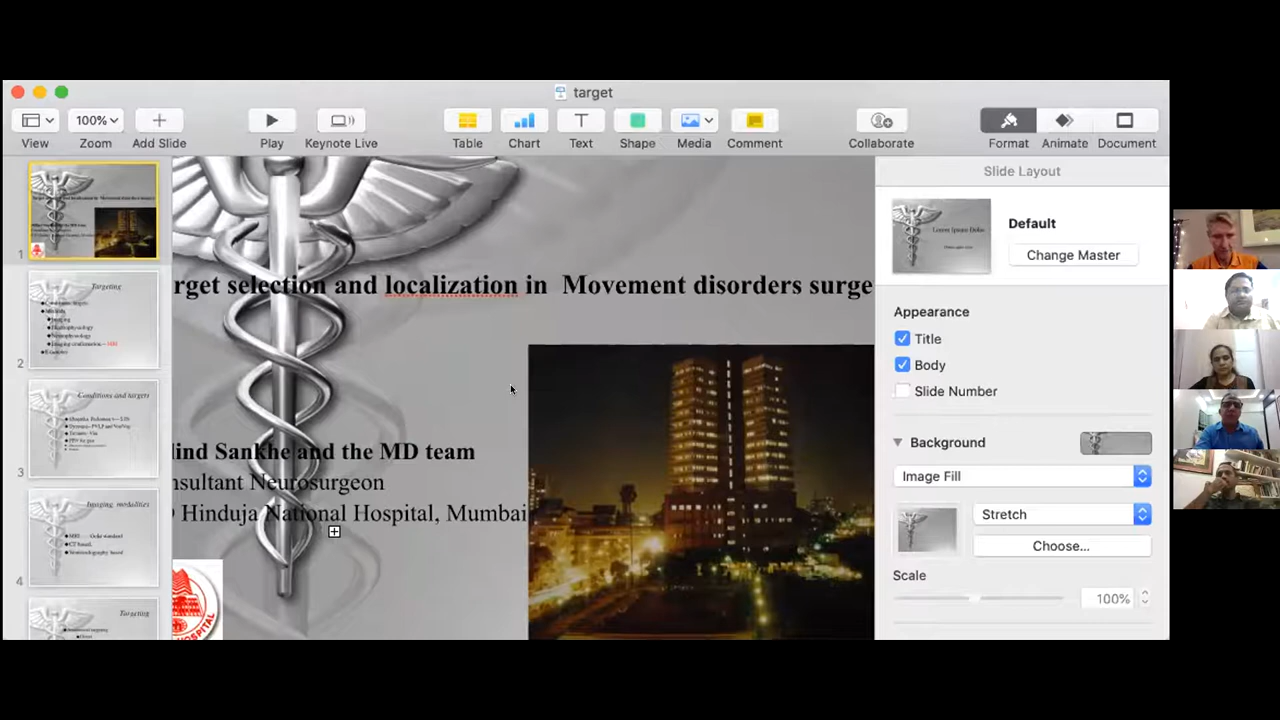 target
View
100%
Zoom
Add Slide
Play
Keynote Live
Table
Chart
Text
Shape
Media
Comment
Collaborate
Format
Animate
Document
1
Targeting
2
Conditions and targets
3
Imaging modalities
4
Targeting
rget selection and localization in Movement disorders surge
lind Sankhe and the MD team
nsultant Neurosurgeon
Hinduja National Hospital, Mumbai
HOSPITAL
Slide Layout
Default
Change Master
Appearance
Title
Body
Slide Number
Background
Image Fill
Stretch
Choose...
Scale
100%